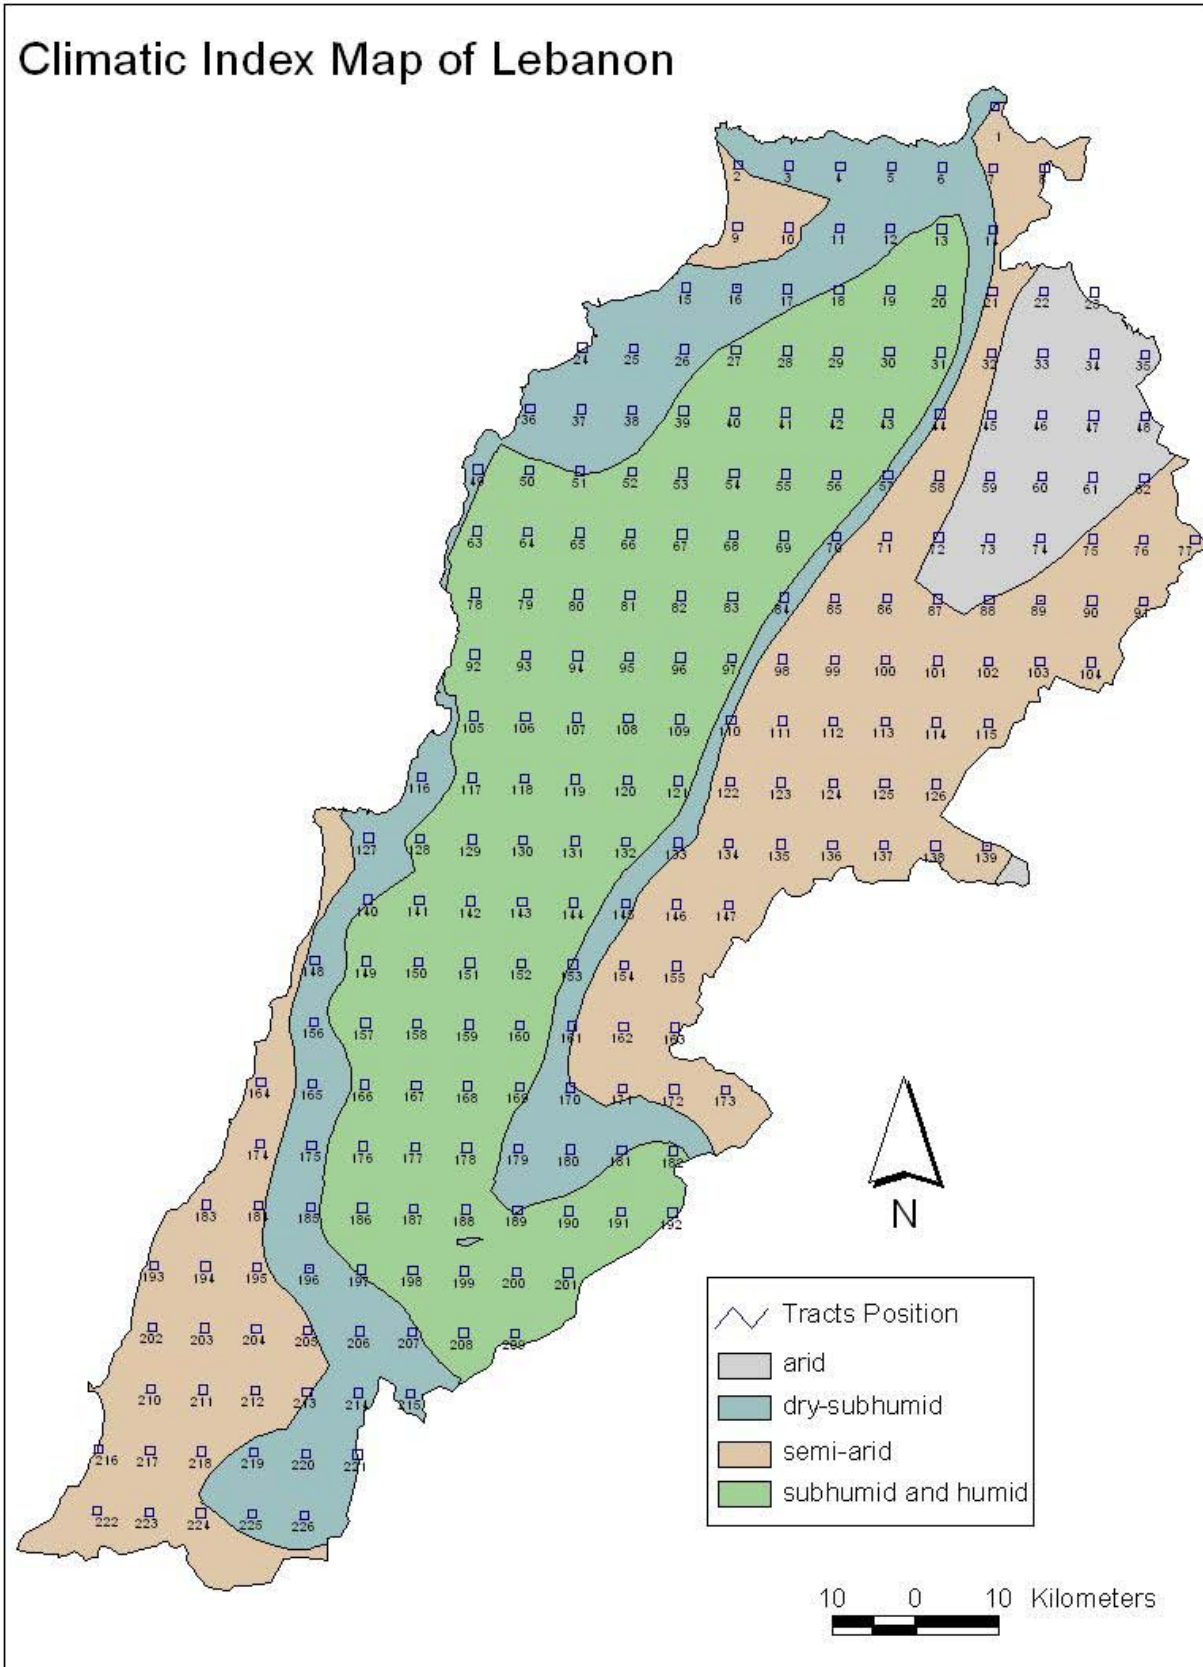 Climatic Index Map of Lebanon
1
2 3 4 5 6 7 8
9 10 11 12 13 14
15 16 17 18 19 20 21 22 23
24 25 26 27 28 29 30 31 32 33 34 35
36 37 38 39 40 41 42 43 44 45 46 47 48
49 50 51 52 53 54 55 56 57 58 59 60 61 62
63 64 65 66 67 68 69 70 71 72 73 74 75 76 77
78 79 80 81 82 83 84 85 86 87 88 89 90 91
92 93 94 95 96 97 98 99 100 101 102 103 104
105 106 107 108 109 110 111 112 113 114 115
116 117 118 119 120 121 122 123 124 125 126
127 128 129 130 131 132 133 134 135 136 137 138 139
140 141 142 143 144 145 146 147
148 149 150 151 152 153 154 155
156 157 158 159 160 161 162 163
164 165 166 167 168 169 170 171 172 173
174 175 176 177 178 179 180 181 182
183 184 185 186 187 188 189 190 191 192
193 194 195 196 197 198 199 200 201
202 203 204 205 206 207 208 209
210 211 212 213 214 215
216 217 218 219 220 221
222 223 224 225 226
N
Tracts Position
arid
dry-subhumid
semi-arid
subhumid and humid
10 0 10 Kilometers